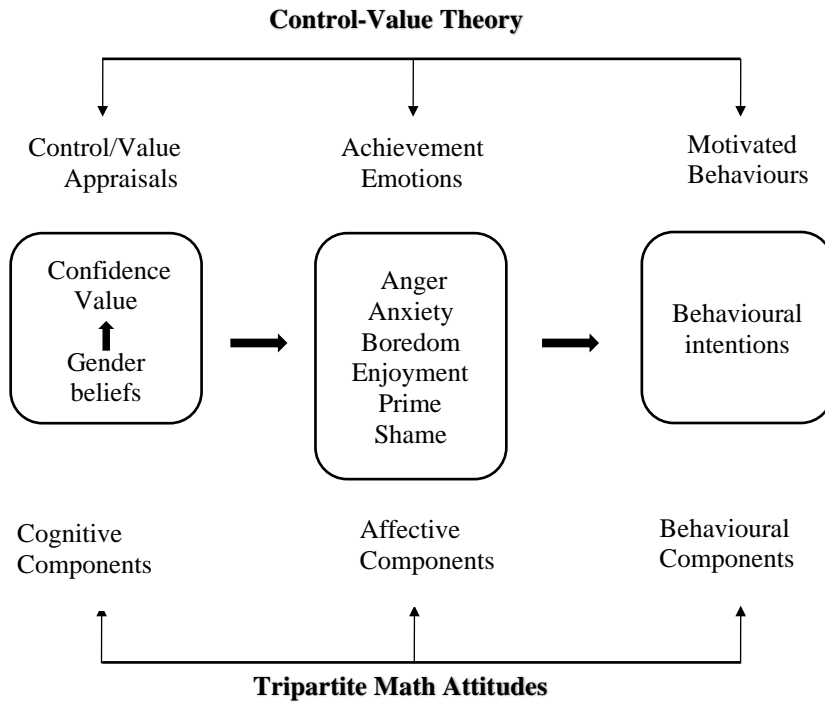 Control-Value Theory
Control/Value
Appraisals
Achievement
Emotions
Motivated
Behaviours
Confidence
Value
Gender
beliefs
Anger
Anxiety
Boredom
Enjoyment
Prime
Shame
Behavioural
intentions
Cognitive
Components
Affective
Components
Behavioural
Components
Tripartite Math Attitudes